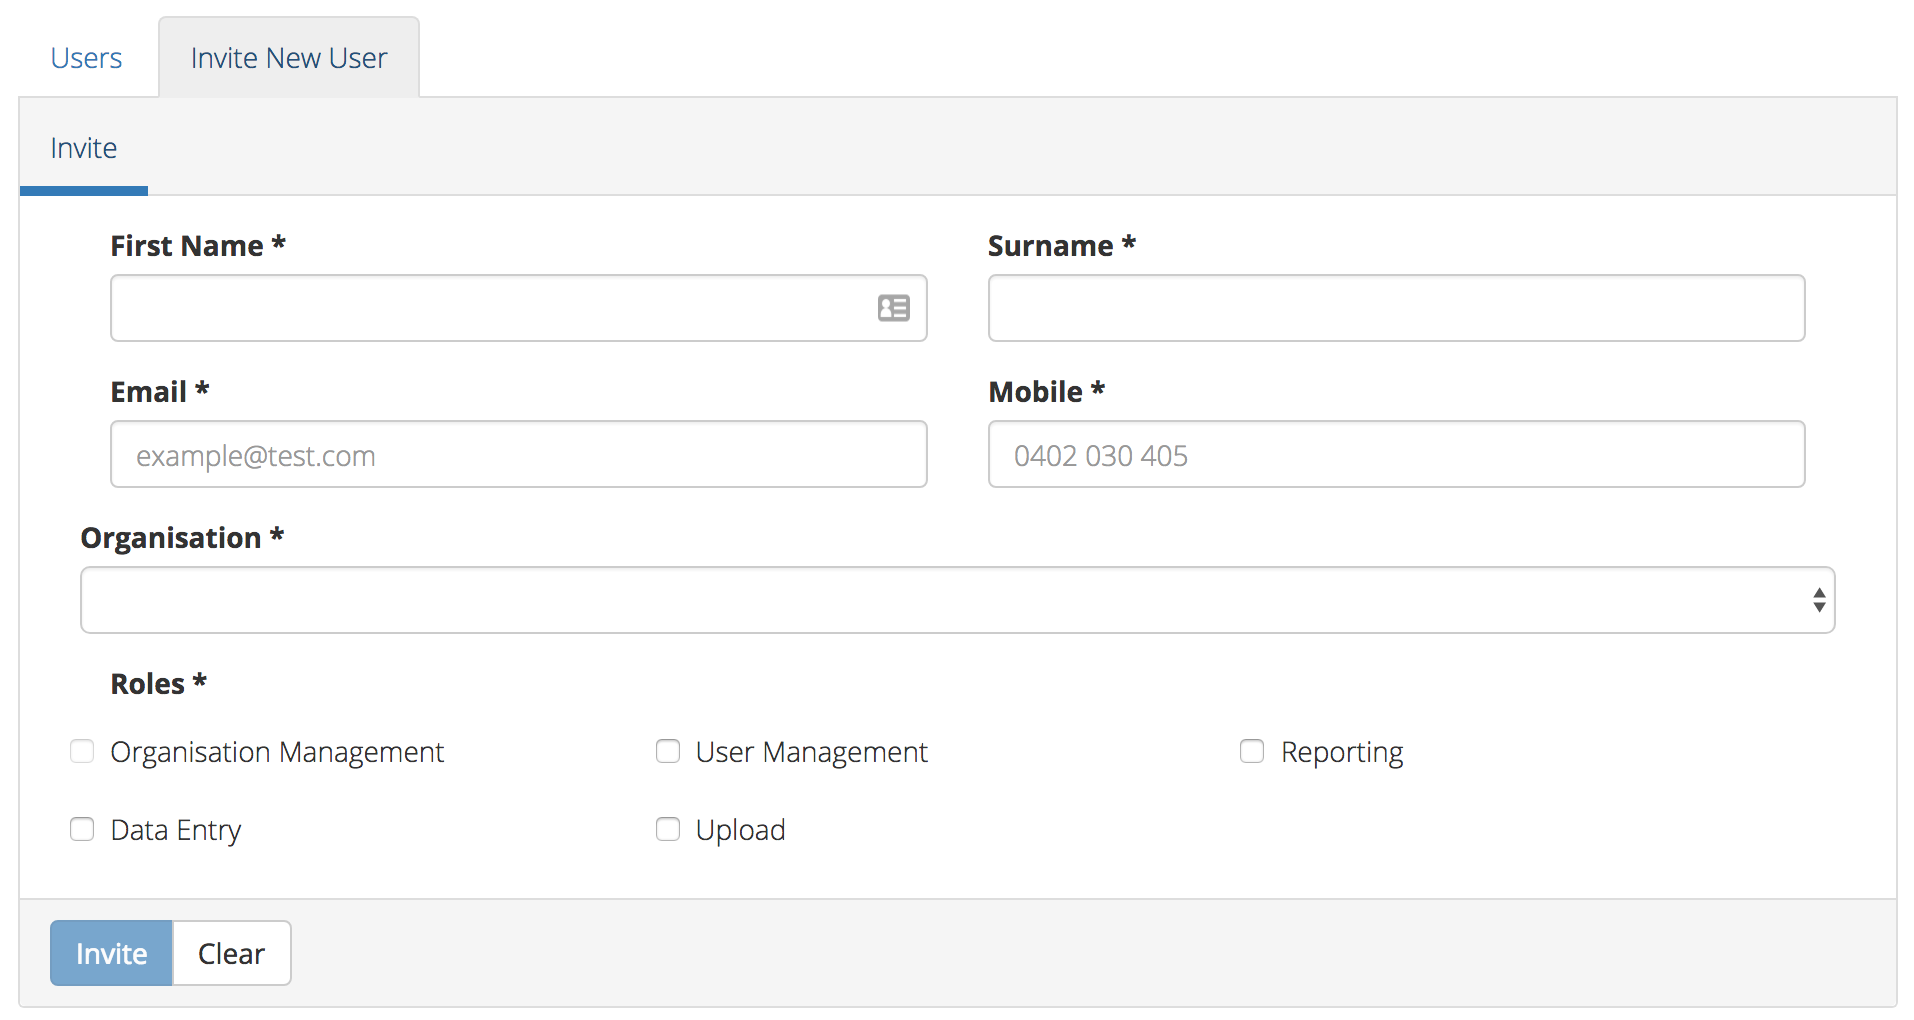 Users Invite New User
Invite
First Name * Surname *
Email * Mobile *
example@test.com 0402 030 405
Organisation *
Roles *
Organisation Management User Management Reporting
Data Entry Upload
Invite Clear